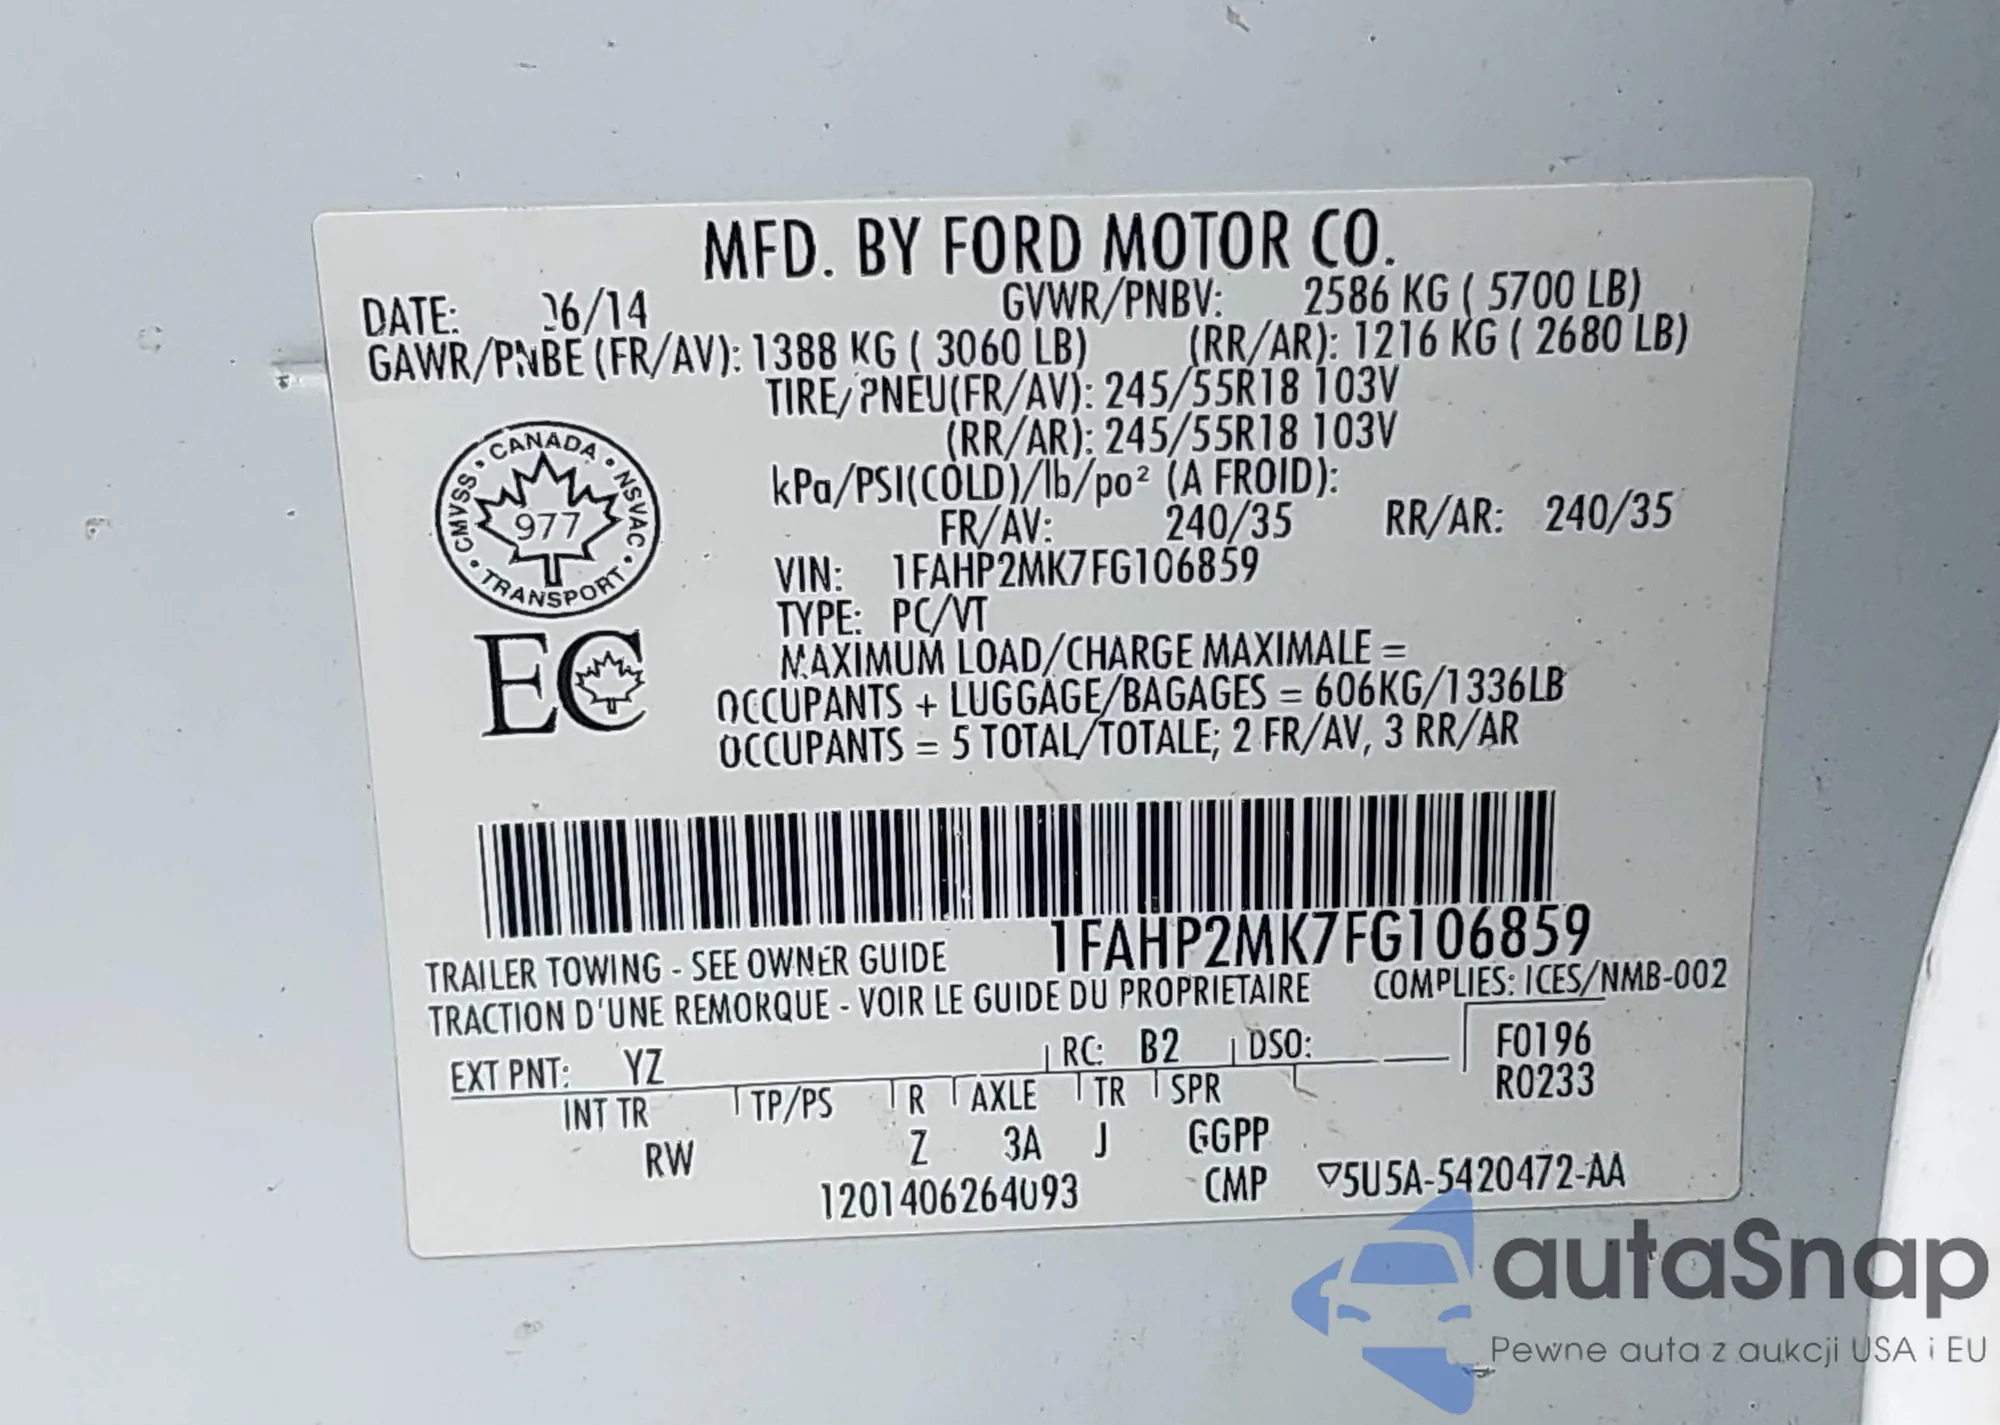 MFD. BY FORD MOTOR CO.
DATE: 06/14 GVWR/PNBV: 2586 KG ( 5700 LB)
GAWR/PNBE (FR/AV): 1388 KG ( 3060 LB) (RR/AR): 1216 KG ( 2680 LB)
TIRE/PNEU(FR/AV): 245/55R18 103V
(RR/AR): 245/55R18 103V
kPa/PSI(COLD)/lb/po² (A FROID):
FR/AV: 240/35 RR/AR: 240/35
VIN: 1FAHP2MK7FG106859
TYPE: PC/VT
MAXIMUM LOAD/CHARGE MAXIMALE =
OCCUPANTS + LUGGAGE/BAGAGES = 606KG/1336LB
OCCUPANTS = 5 TOTAL/TOTALE; 2 FR/AV, 3 RR/AR
CMVSS • CANADA • NSVAC • TRANSPORT •
977
EC
1FAHP2MK7FG106859
TRAILER TOWING - SEE OWNER GUIDE
TRACTION D'UNE REMORQUE - VOIR LE GUIDE DU PROPRIETAIRE COMPLIES: ICES/NMB-002
EXT PNT: YZ RC: B2 DSO: F0196
R0233
INT TR TP/PS R AXLE TR SPR
RW Z 3A J GGPP
1201406264093 CMP ▽5U5A-5420472-AA
autaSnap
Pewne auta z aukcji USA i EU